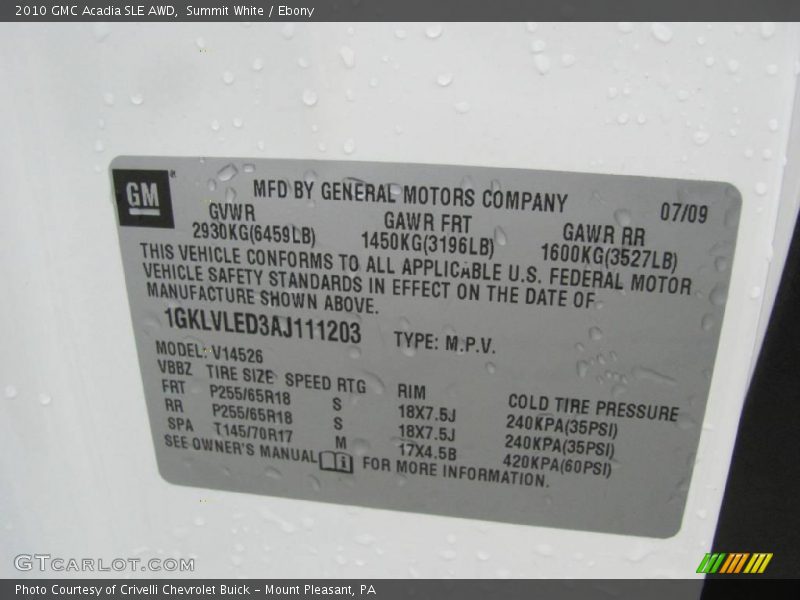 2010 GMC Acadia SLE AWD, Summit White / Ebony
GM®
MFD BY GENERAL MOTORS COMPANY 07/09
GVWR GAWR FRT GAWR RR
2930KG(6459LB) 1450KG(3196LB) 1600KG(3527LB)
THIS VEHICLE CONFORMS TO ALL APPLICABLE U.S. FEDERAL MOTOR
VEHICLE SAFETY STANDARDS IN EFFECT ON THE DATE OF
MANUFACTURE SHOWN ABOVE.
1GKLVLED3AJ111203 TYPE: M.P.V.
MODEL: V14526
VBBZ TIRE SIZE SPEED RTG RIM COLD TIRE PRESSURE
FRT P255/65R18 S 18X7.5J 240KPA(35PSI)
RR P255/65R18 S 18X7.5J 240KPA(35PSI)
SPA T145/70R17 M 17X4.5B 420KPA(60PSI)
SEE OWNER'S MANUAL i FOR MORE INFORMATION.
GTCARLOT.COM
Photo Courtesy of Crivelli Chevrolet Buick - Mount Pleasant, PA